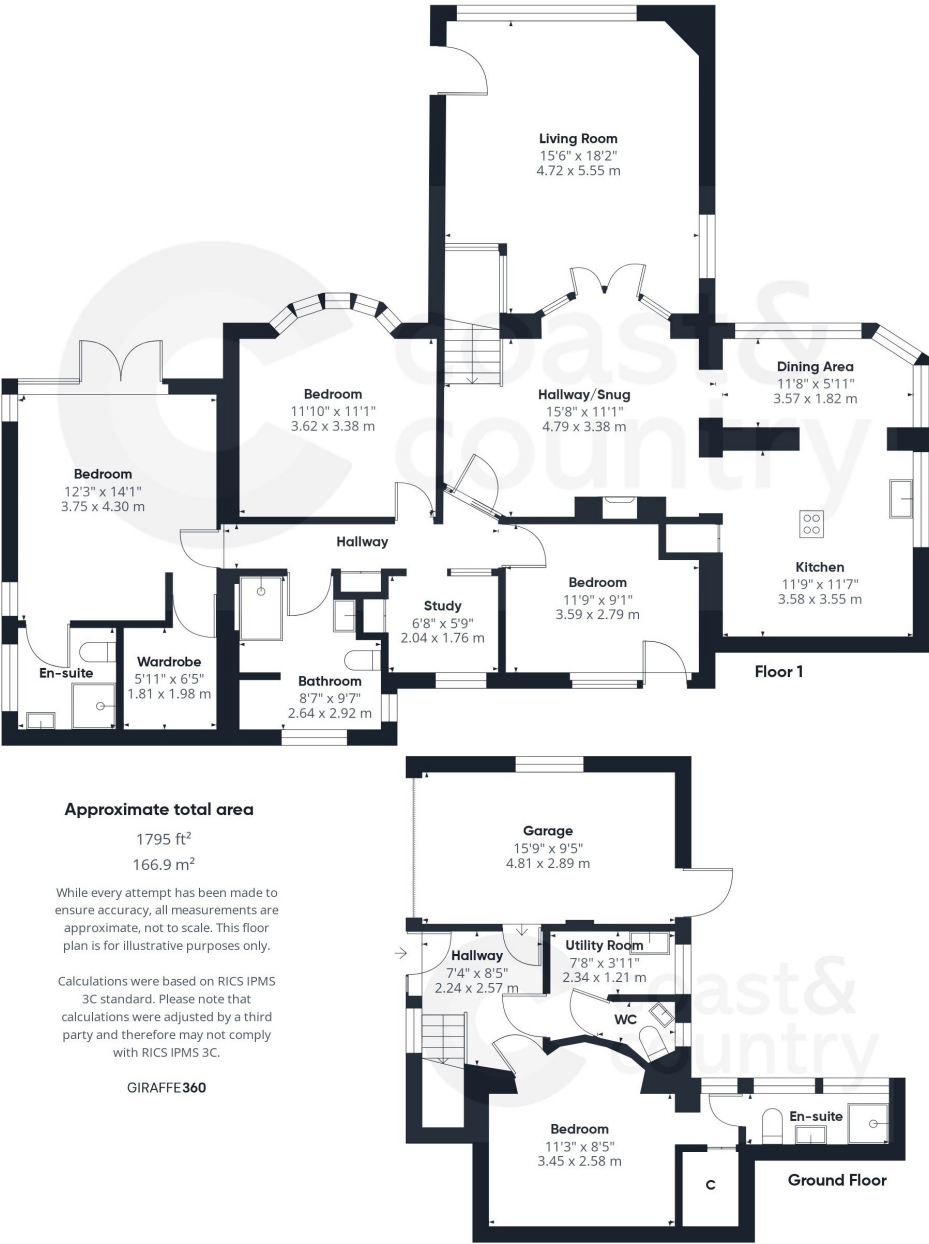 Living Room
15'6" x 18'2"
4.72 x 5.55 m
coast&
country
Dining Area
11'8" x 5'11"
3.57 x 1.82 m
Bedroom
11'10" x 11'1"
3.62 x 3.38 m
Hallway/Snug
15'8" x 11'1"
4.79 x 3.38 m
Bedroom
12'3" x 14'1"
3.75 x 4.30 m
Hallway
Kitchen
11'9" x 11'7"
3.58 x 3.55 m
Bedroom
11'9" x 9'1"
3.59 x 2.79 m
Study
6'8" x 5'9"
2.04 x 1.76 m
En-suite
Wardrobe
5'11" x 6'5"
1.81 x 1.98 m
Bathroom
8'7" x 9'7"
2.64 x 2.92 m
Floor 1
Approximate total area
1795 ft²
166.9 m²
While every attempt has been made to
ensure accuracy, all measurements are
approximate, not to scale. This floor
plan is for illustrative purposes only.
Calculations were based on RICS IPMS
3C standard. Please note that
calculations were adjusted by a third
party and therefore may not comply
with RICS IPMS 3C.
GIRAFFE360
Garage
15'9" x 9'5"
4.81 x 2.89 m
Hallway
7'4" x 8'5"
2.24 x 2.57 m
Utility Room
7'8" x 3'11"
2.34 x 1.21 m
WC
coast&
country
Bedroom
11'3" x 8'5"
3.45 x 2.58 m
En-suite
C
Ground Floor